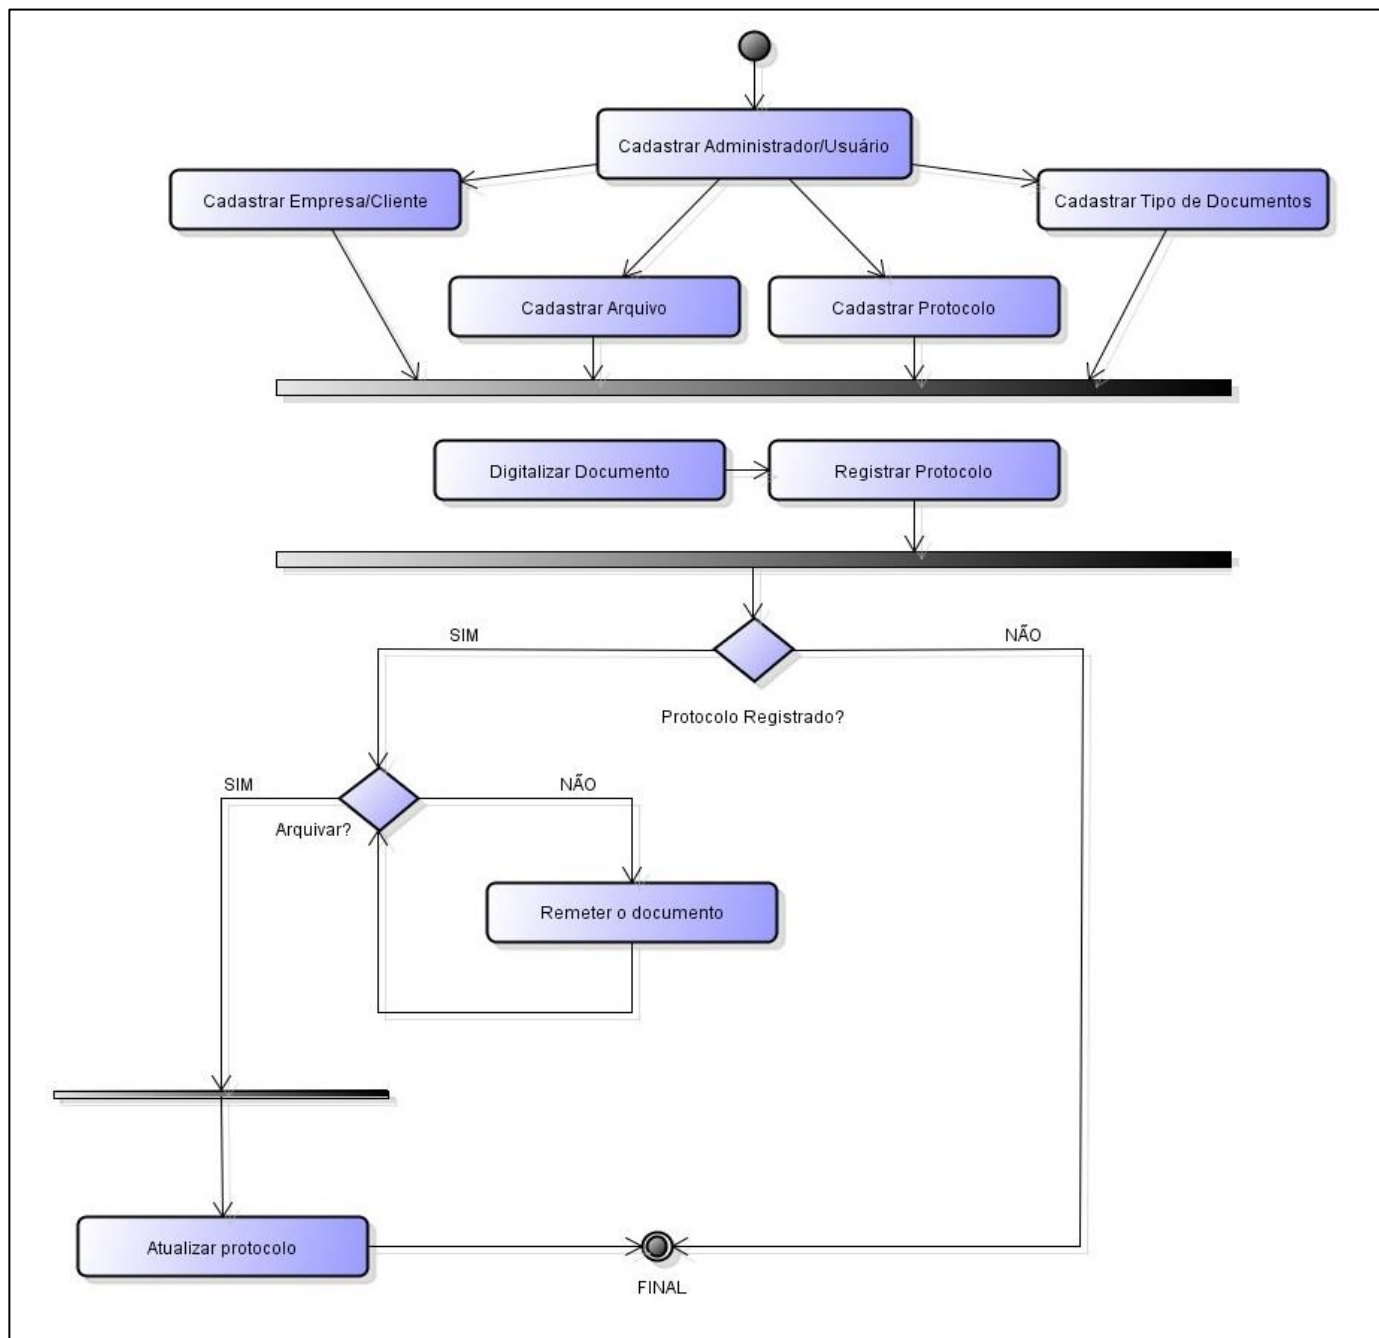 Cadastrar Administrador/Usuário
Cadastrar Empresa/Cliente
Cadastrar Tipo de Documentos
Cadastrar Arquivo
Cadastrar Protocolo
Digitalizar Documento
Registrar Protocolo
SIM
NÃO
Protocolo Registrado?
SIM
NÃO
Arquivar?
Remeter o documento
Atualizar protocolo
FINAL